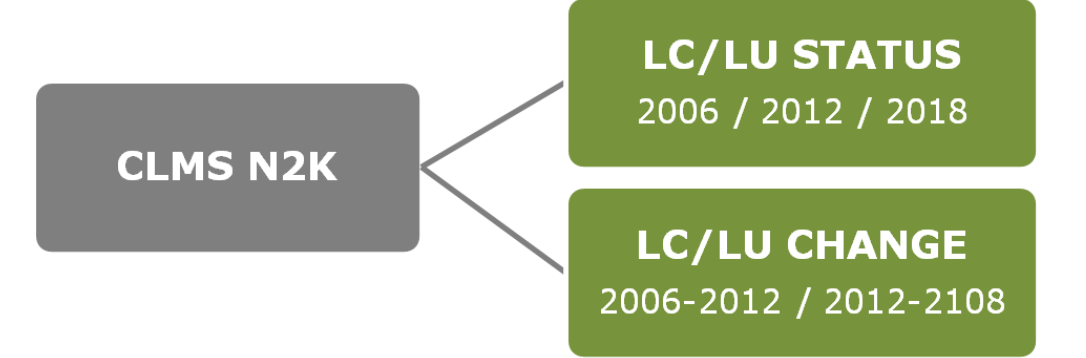 CLMS N2K
LC/LU STATUS
2006 / 2012 / 2018
LC/LU CHANGE
2006-2012 / 2012-2108